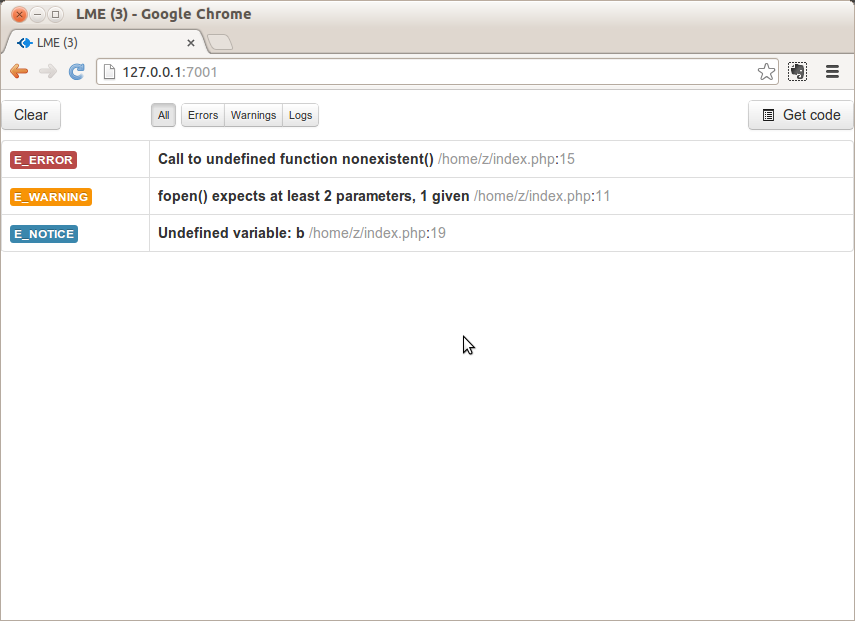 LME (3) - Google Chrome
LME (3)
127.0.0.1:7001
Clear All Errors Warnings Logs Get code
E_ERROR Call to undefined function nonexistent() /home/z/index.php:15
E_WARNING fopen() expects at least 2 parameters, 1 given /home/z/index.php:11
E_NOTICE Undefined variable: b /home/z/index.php:19